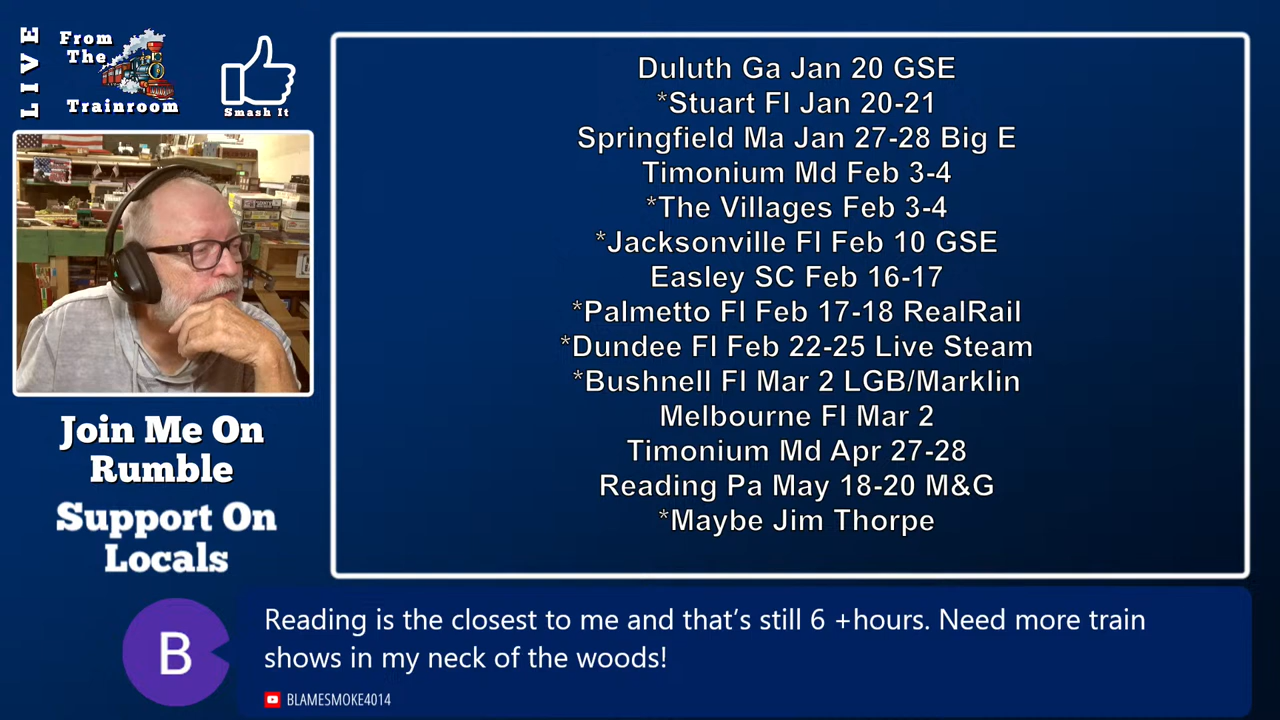 LIVE
From
The
Trainroom
Smash It
Duluth Ga Jan 20 GSE
*Stuart Fl Jan 20-21
Springfield Ma Jan 27-28 Big E
Timonium Md Feb 3-4
*The Villages Feb 3-4
*Jacksonville Fl Feb 10 GSE
Easley SC Feb 16-17
*Palmetto Fl Feb 17-18 RealRail
*Dundee Fl Feb 22-25 Live Steam
*Bushnell Fl Mar 2 LGB/Marklin
Melbourne Fl Mar 2
Timonium Md Apr 27-28
Reading Pa May 18-20 M&G
*Maybe Jim Thorpe
Join Me On
Rumble
Support On
Locals
B
Reading is the closest to me and that’s still 6 +hours. Need more train
shows in my neck of the woods!
BLAMESMOKE4014